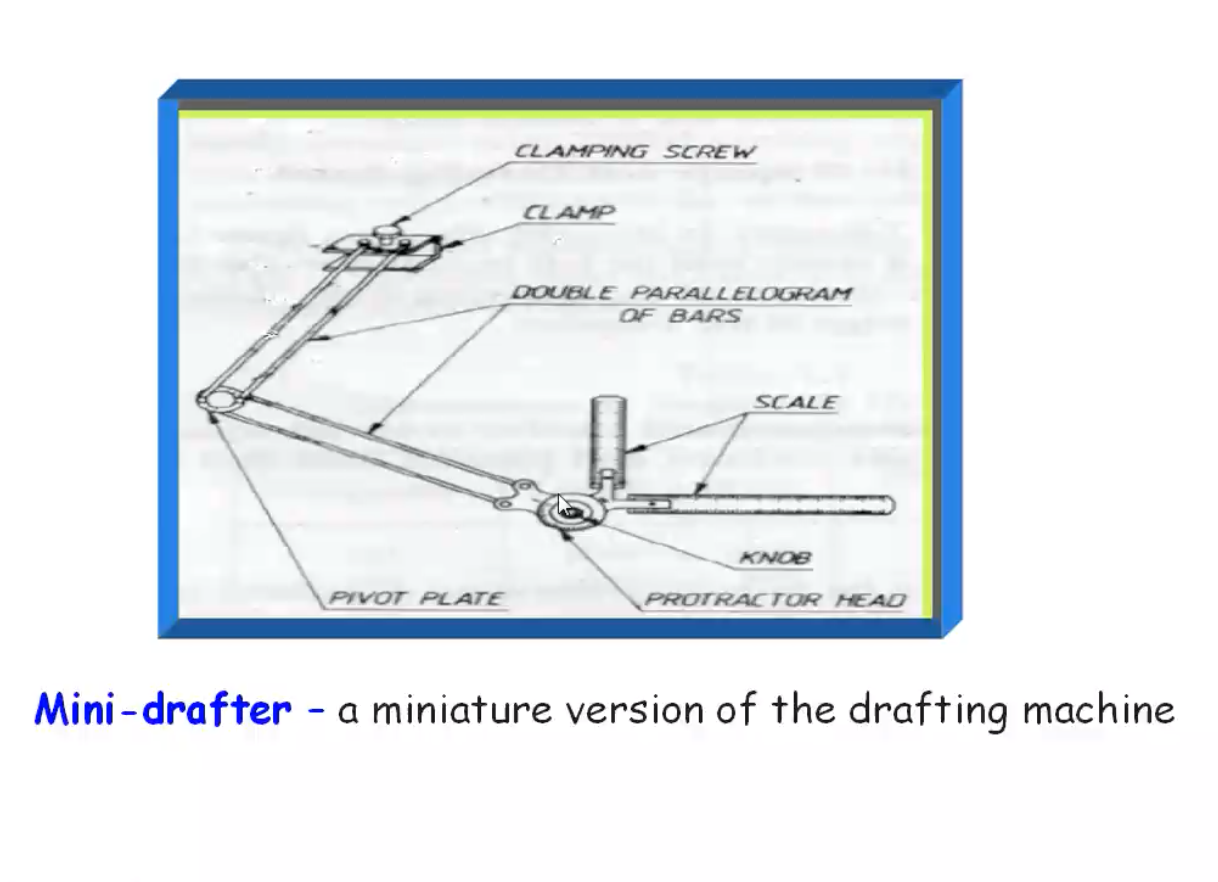 CLAMPING SCREW
CLAMP
DOUBLE PARALLELOGRAM
OF BARS
SCALE
KNOB
PIVOT PLATE
PROTRACTOR HEAD
Mini-drafter – a miniature version of the drafting machine